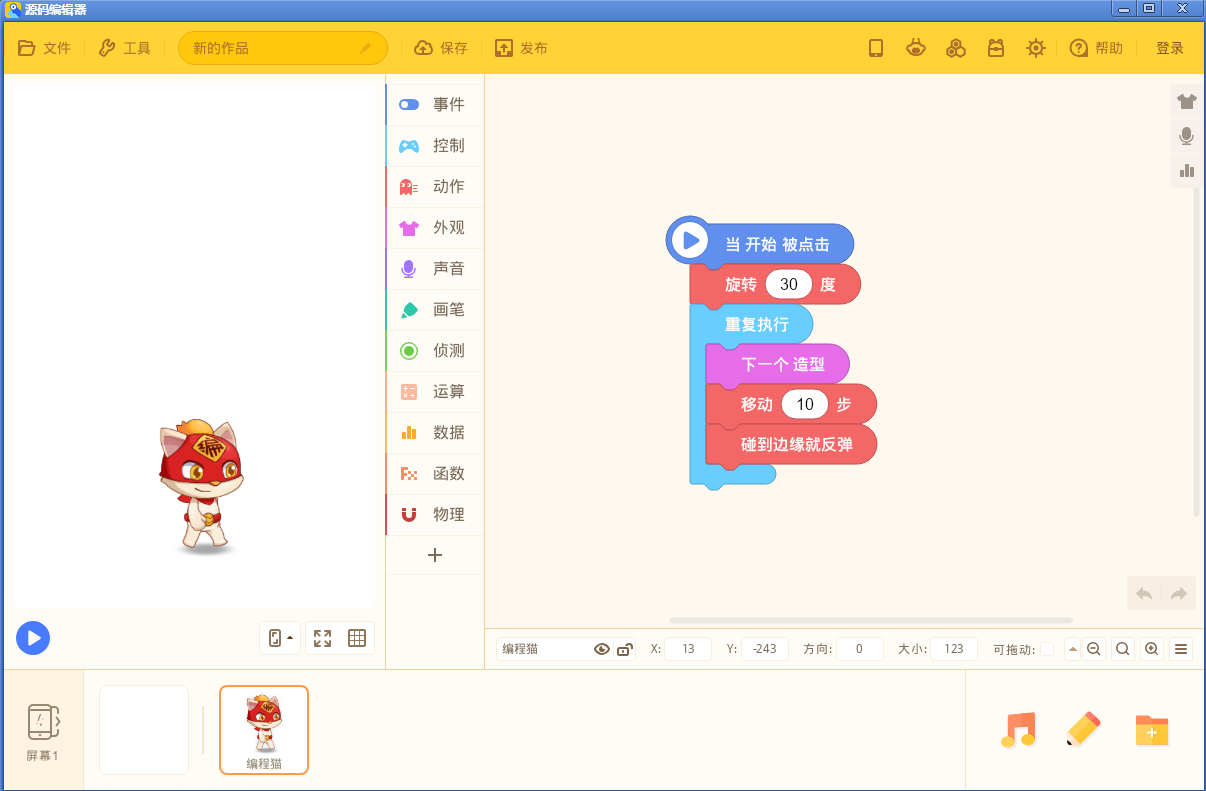 源码编辑器
文件 工具 新的作品 保存 发布 帮助 登录
事件
控制
动作
外观
声音
画笔
侦测
运算
数据
Fx 函数
物理
当 开始 被点击
旋转 30 度
重复执行
下一个 造型
移动 10 步
碰到边缘就反弹
编
编程猫 X: 13 Y: -243 方向: 0 大小: 123 可拖动:
屏幕1
编程猫